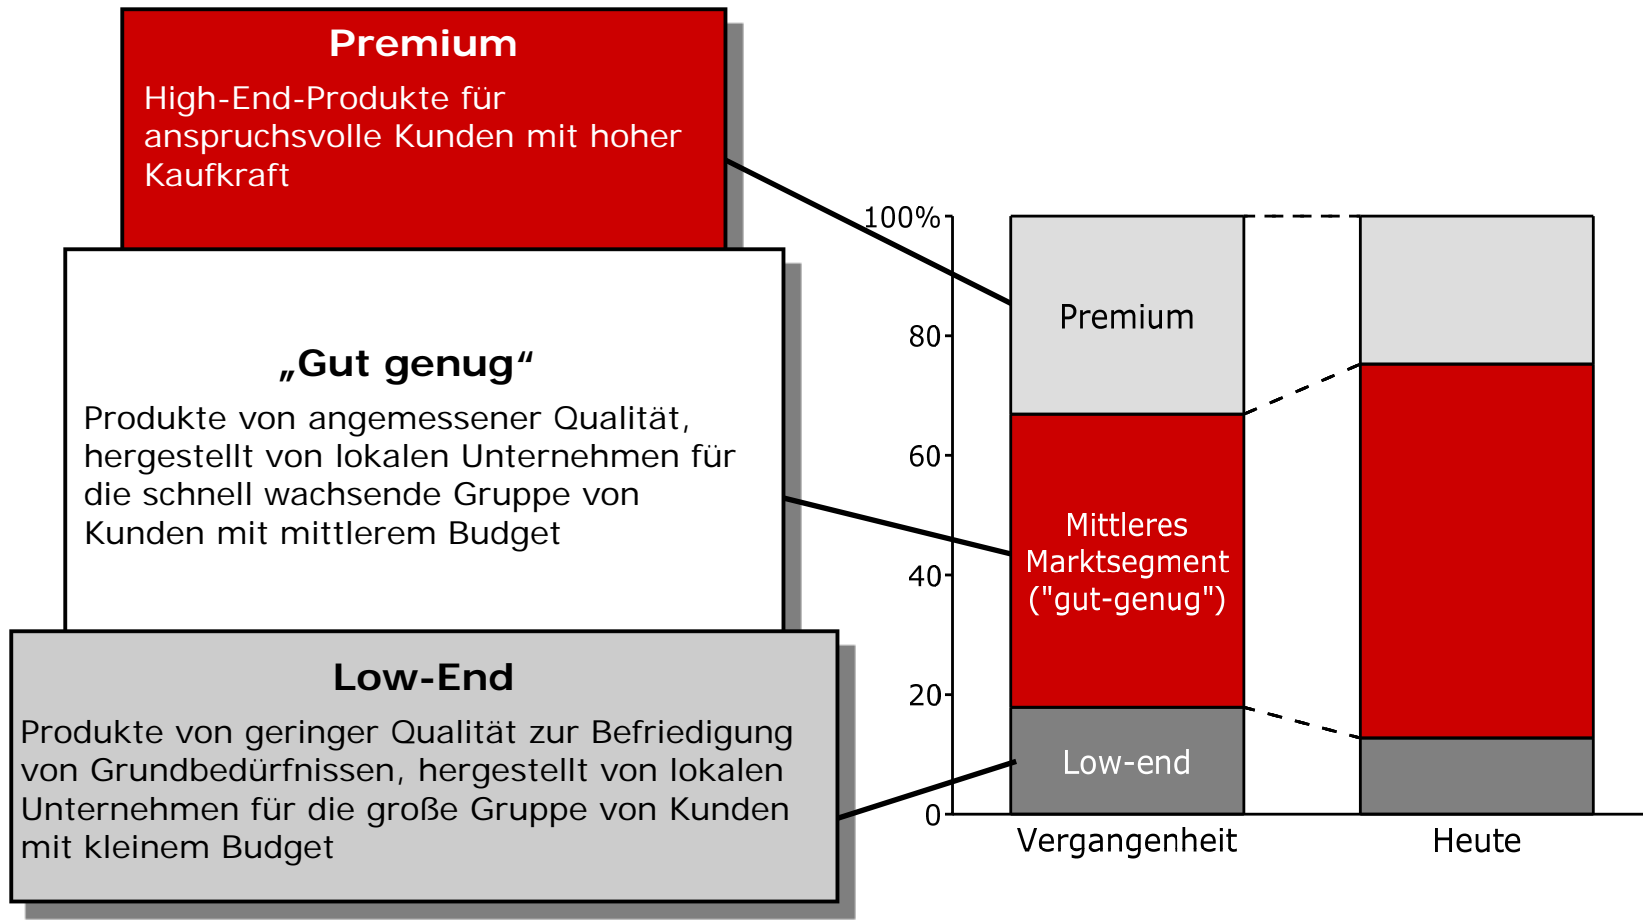 Premium
High-End-Produkte für
anspruchsvolle Kunden mit hoher
Kaufkraft
„Gut genug“
Produkte von angemessener Qualität,
hergestellt von lokalen Unternehmen für
die schnell wachsende Gruppe von
Kunden mit mittlerem Budget
Low-End
Produkte von geringer Qualität zur Befriedigung
von Grundbedürfnissen, hergestellt von lokalen
Unternehmen für die große Gruppe von Kunden
mit kleinem Budget
100%
80
60
40
20
0
Premium
Mittleres
Marktsegment
("gut-genug")
Low-end
Vergangenheit
Heute